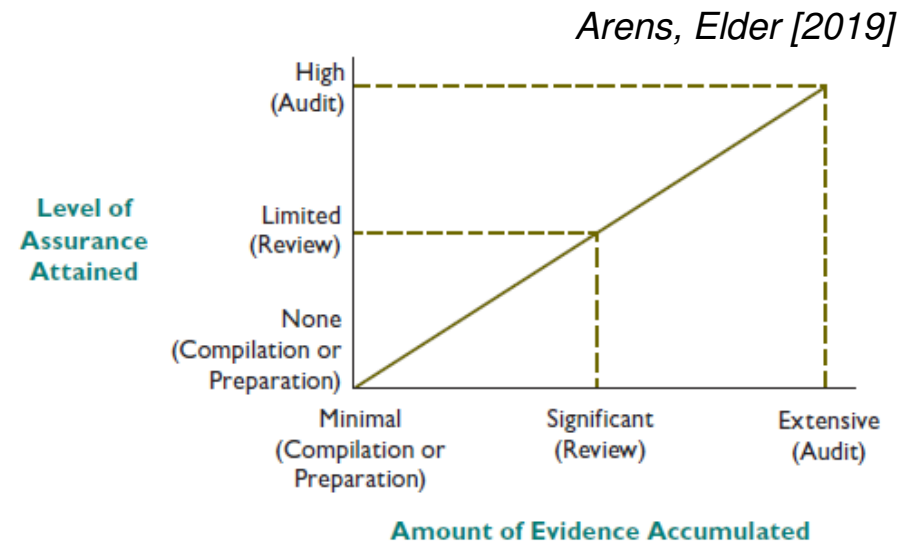 Arens, Elder [2019]
High
(Audit)
Level of
Assurance
Attained
Limited
(Review)
None
(Compilation or
Preparation)
Minimal
(Compilation or
Preparation)
Significant
(Review)
Extensive
(Audit)
Amount of Evidence Accumulated